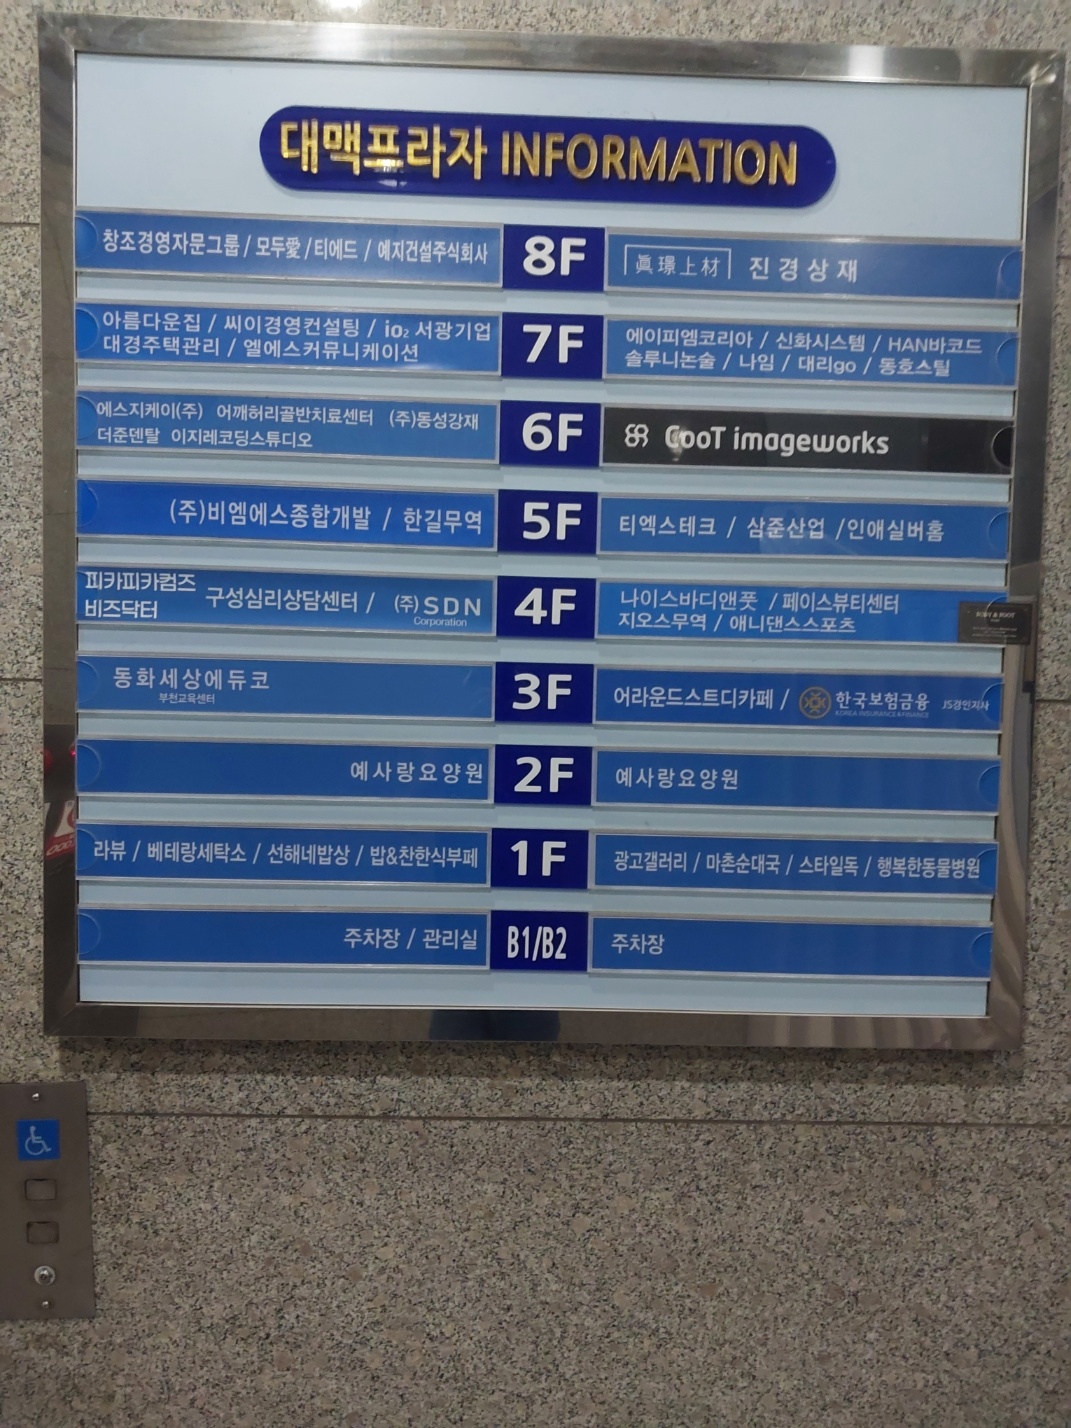 대맥프라자 INFORMATION
창조경영자문그룹 / 모두愛 / 티에드 / 예지건설주식회사
8F
眞璟上材 진경상재
아름다운집 / 씨이경영컨설팅 / io₂ 서광기업
대경주택관리 / 엘에스커뮤니케이션
7F
에이피엠코리아 / 신화시스템 / HAN바코드
솔루니논술 / 나임 / 대리go / 동호스틸
에스지케이(주) 어깨허리골반치료센터 (주)동성강재
더준덴탈 이지레코딩스튜디오
6F
CooT imageworks
(주)비엠에스종합개발 / 한길무역
5F
티엑스테크 / 삼준산업 /인애실버홈
피카피카컴즈
비즈닥터
구성심리상담센터 / (주)SDN
Corporation
4F
나이스바디앤풋 / 페이스뷰티센터
지오스무역 / 애니댄스스포츠
BODY & FOOT
동화세상에듀코
부천교육센터
3F
어라운드스트디카페 / 한국보험금융 JS경인지사
KOREA INSURANCE & FINANCE
예사랑요양원
2F
예사랑요양원
라뷰 / 베테랑세탁소 / 선해네밥상 / 밥&찬한식부페
1F
광고갤러리 / 마촌순대국 / 스타일독 / 행복한동물병원
주차장 / 관리실
B1/B2
주차장